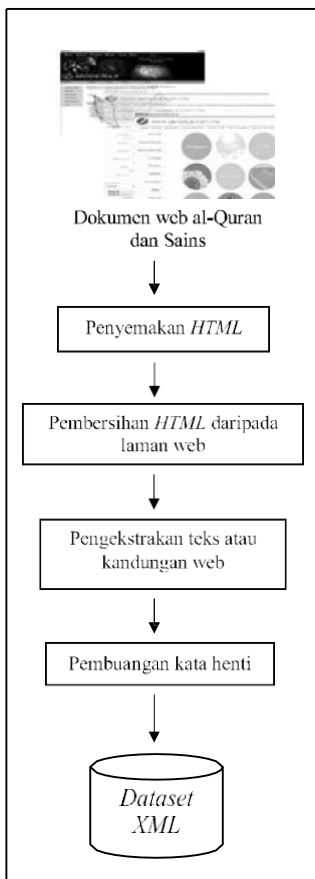 Dokumen web al-Quran
dan Sains
Penyemakan HTML
Pembersihan HTML daripada
laman web
Pengekstrakan teks atau
kandungan web
Pembuangan kata henti
Dataset
XML